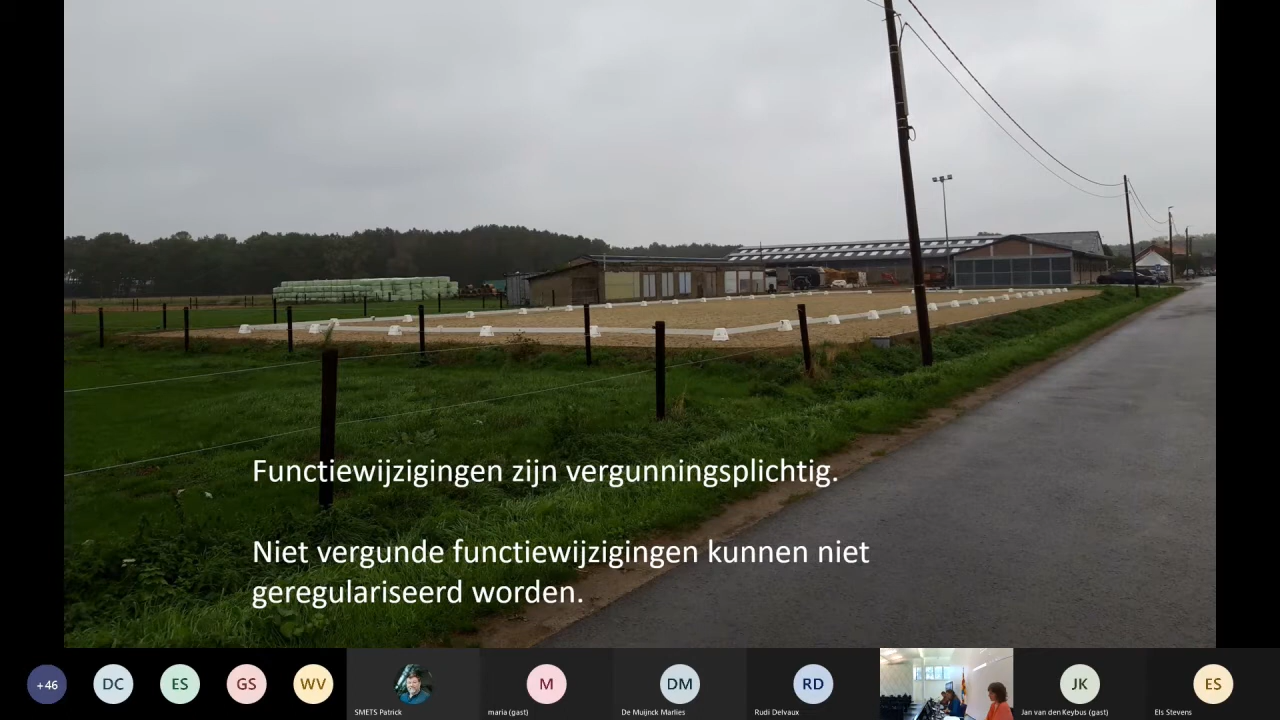 Functiewijzigingen zijn vergunningsplichtig.
Niet vergunde functiewijzigingen kunnen niet
geregulariseerd worden.
+46
DC
ES
GS
WV
SMETS Patrick
M
maria (gast)
DM
De Muijnck Marlies
RD
Rudi Delvaux
JK
Jan van den Keybus (gast)
ES
Els Stevens